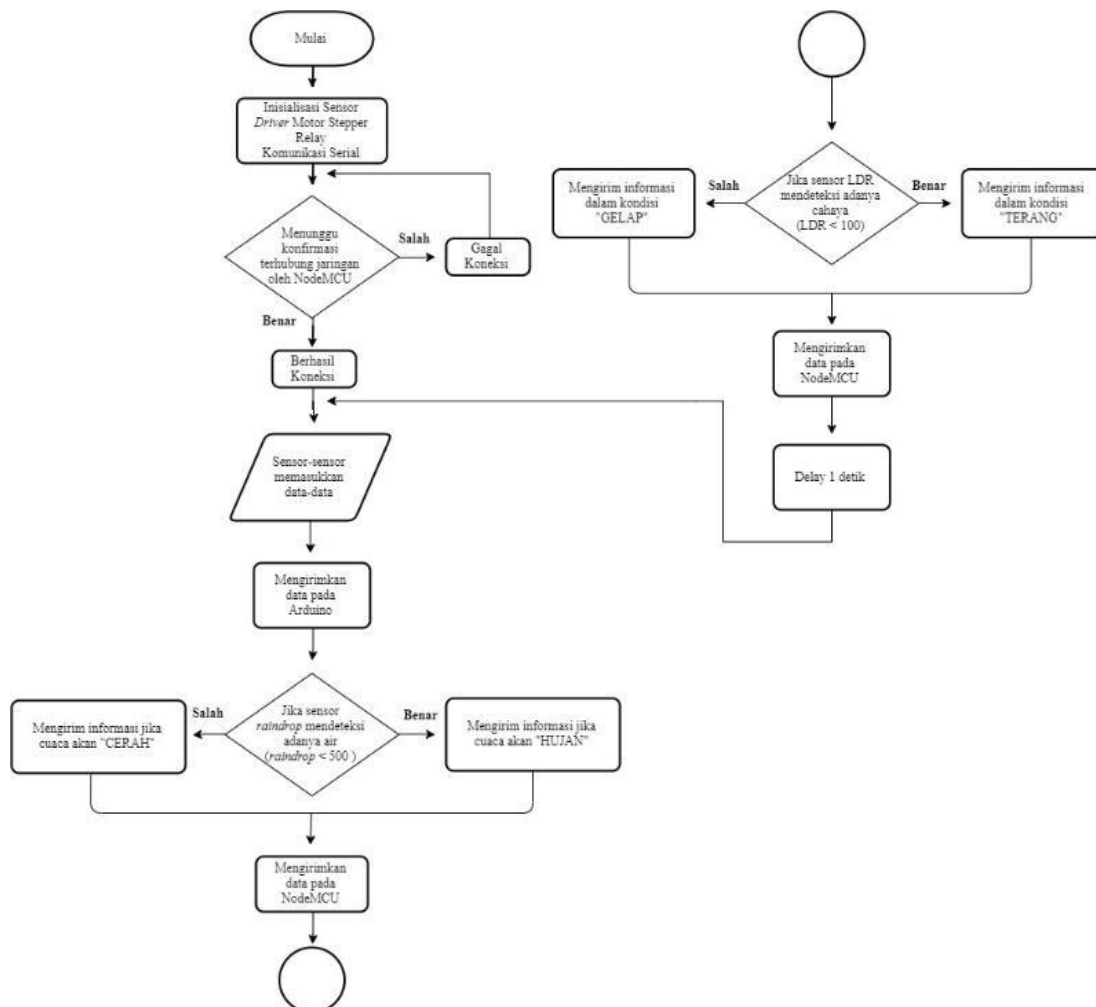 Mulai
Inisialisasi Sensor
Driver Motor Stepper
Relay
Komunikasi Serial
Menunggu
konfirmasi
terhubung jaringan
oleh NodeMCU
Salah
Gagal
Koneksi
Benar
Berhasil
Koneksi
Sensor-sensor
memasukkan
data-data
Mengirimkan
data pada
Arduino
Jika sensor
raindrop mendeteksi
adanya air
(raindrop < 500 )
Salah
Mengirim informasi jika
cuaca akan "CERAH"
Benar
Mengirim informasi jika
cuaca akan "HUJAN"
Mengirimkan
data pada
NodeMCU
Jika sensor LDR
mendeteksi adanya
cahaya
(LDR < 100)
Salah
Mengirim informasi
dalam kondisi
"GELAP"
Benar
Mengirim informasi
dalam kondisi
"TERANG"
Mengirimkan
data pada
NodeMCU
Delay 1 detik